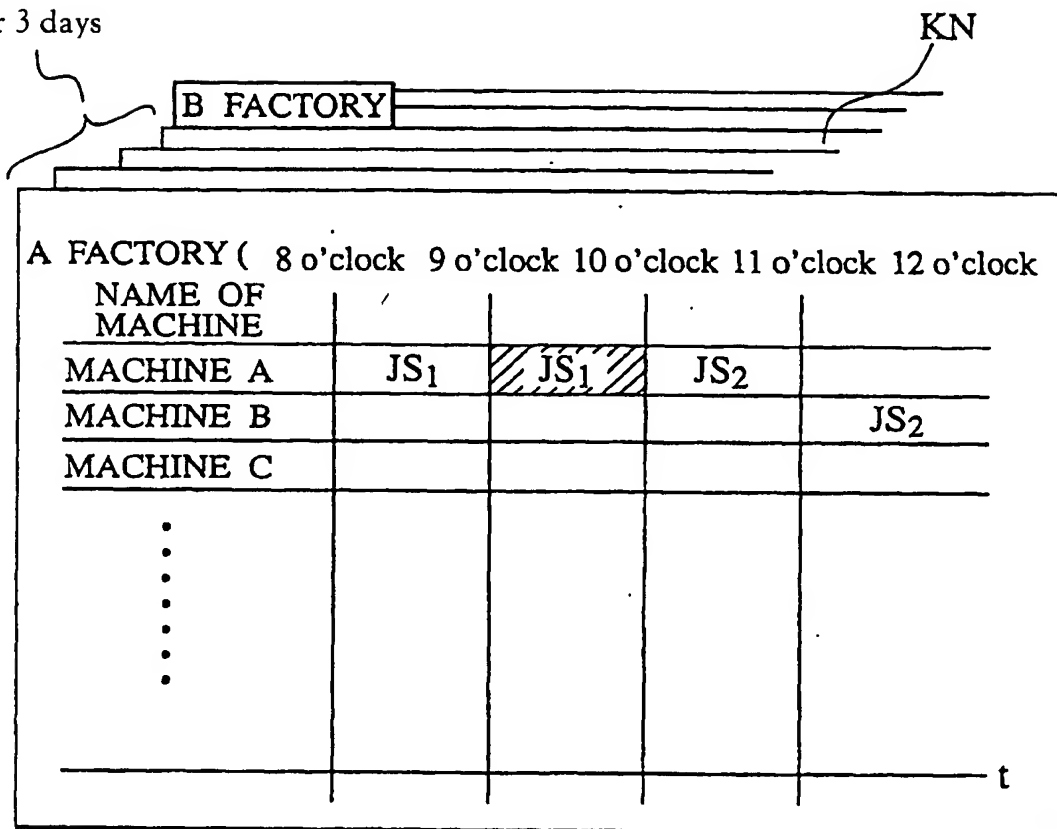 3 days
KN
B FACTORY
A FACTORY ( 8 o'clock 9 o'clock 10 o'clock 11 o'clock 12 o'clock
NAME OF
MACHINE
MACHINE A JS1 JS1 JS2
MACHINE B JS2
MACHINE C
t